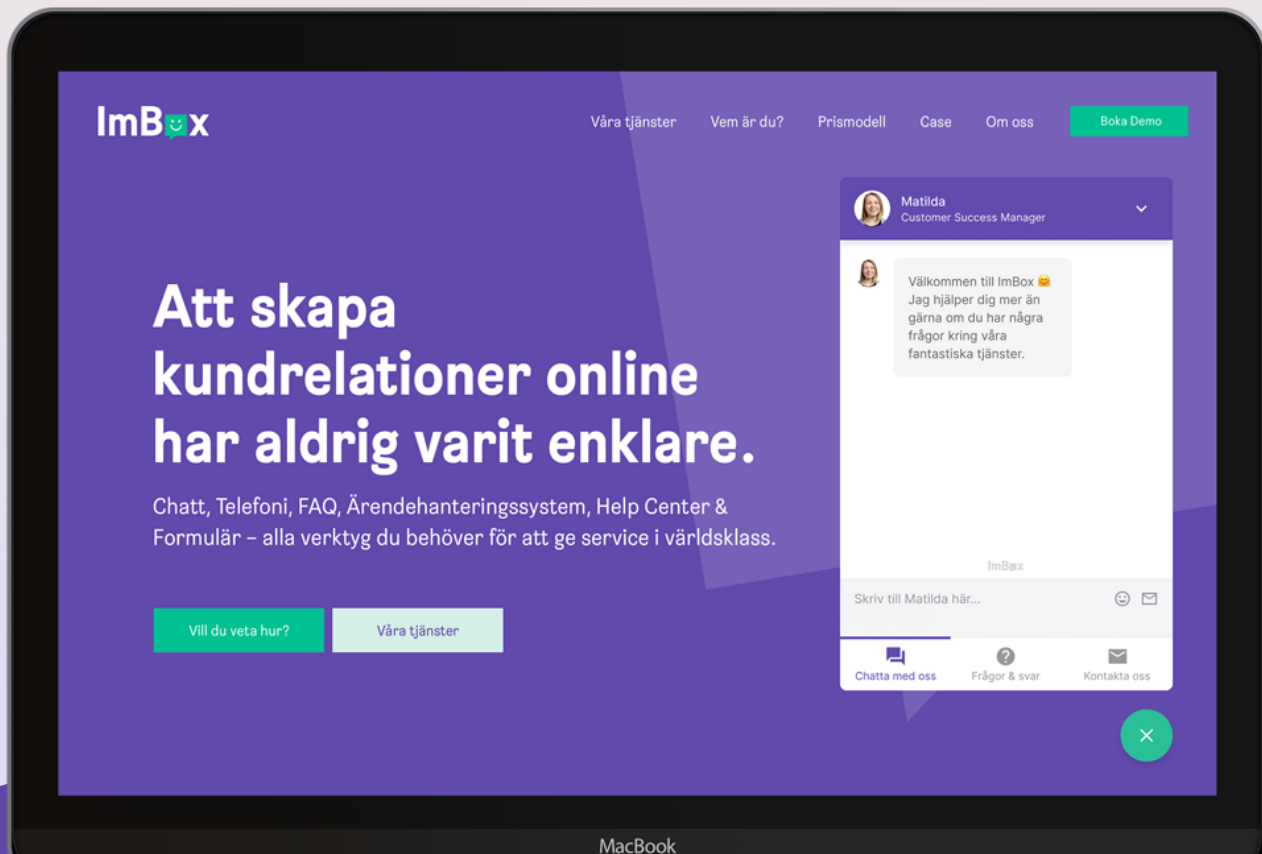 ImBox
Våra tjänster
Vem är du?
Prismodell
Case
Om oss
Boka Demo
Att skapa
kundrelationer online
har aldrig varit enklare.
Chatt, Telefoni, FAQ, Ärendehanteringssystem, Help Center &
Formulär – alla verktyg du behöver för att ge service i världsklass.
Vill du veta hur?
Våra tjänster
Matilda
Customer Success Manager
Välkommen till ImBox 🤗
Jag hjälper dig mer än
gärna om du har några
frågor kring våra
fantastiska tjänster.
ImBox
Skriv till Matilda här...
Chatta med oss
Frågor & svar
Kontakta oss
MacBook